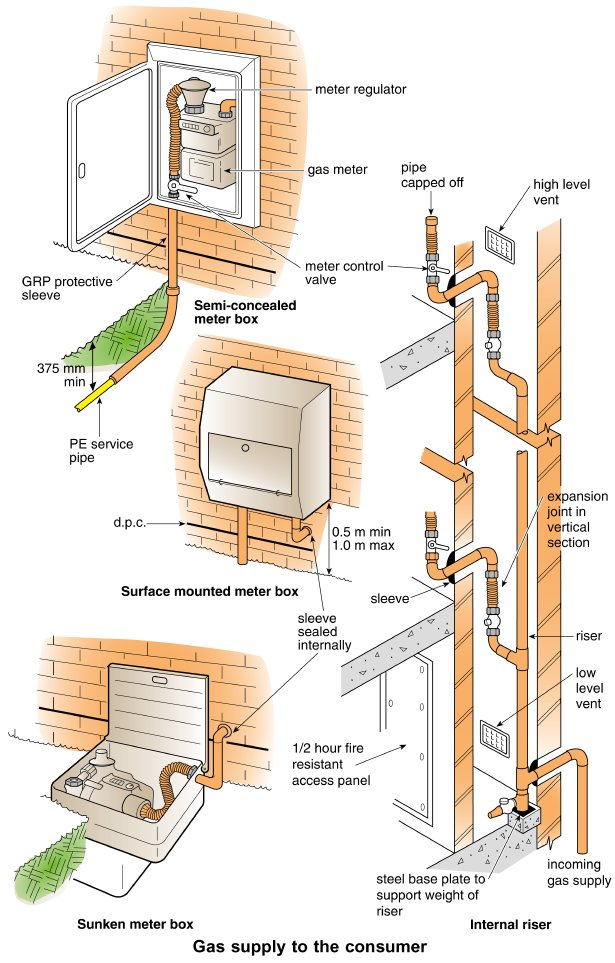 meter regulator
gas meter
meter control
valve
GRP protective
sleeve
Semi-concealed
meter box
375 mm
min
PE service
pipe
pipe
capped off
high level
vent
d.p.c.
0.5 m min
1.0 m max
Surface mounted meter box
sleeve
sealed
internally
expansion
joint in
vertical
section
sleeve
riser
low
level
vent
1/2 hour fire
resistant
access panel
steel base plate to
support weight of
riser
incoming
gas supply
Sunken meter box
Internal riser
Gas supply to the consumer